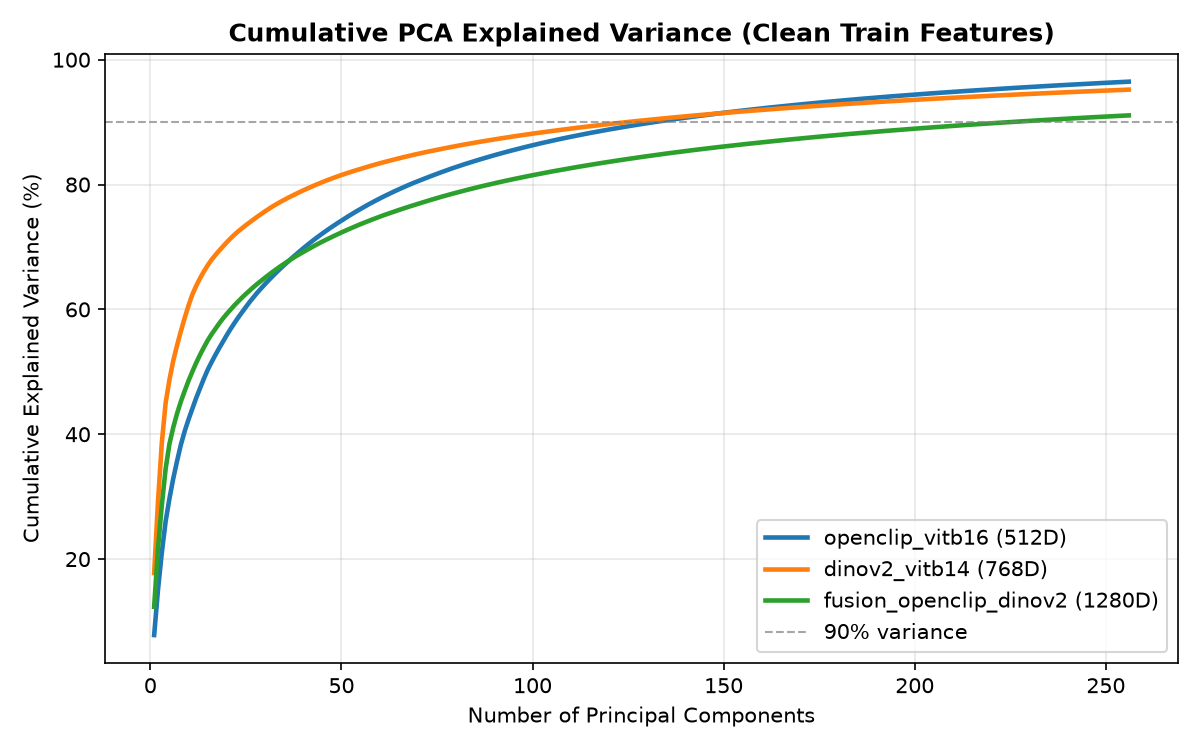 Cumulative PCA Explained Variance (Clean Train Features)
Cumulative Explained Variance (%)
100
80
60
40
20
0
50
100
150
200
250
Number of Principal Components
openclip_vitb16 (512D)
dinov2_vitb14 (768D)
fusion_openclip_dinov2 (1280D)
90% variance